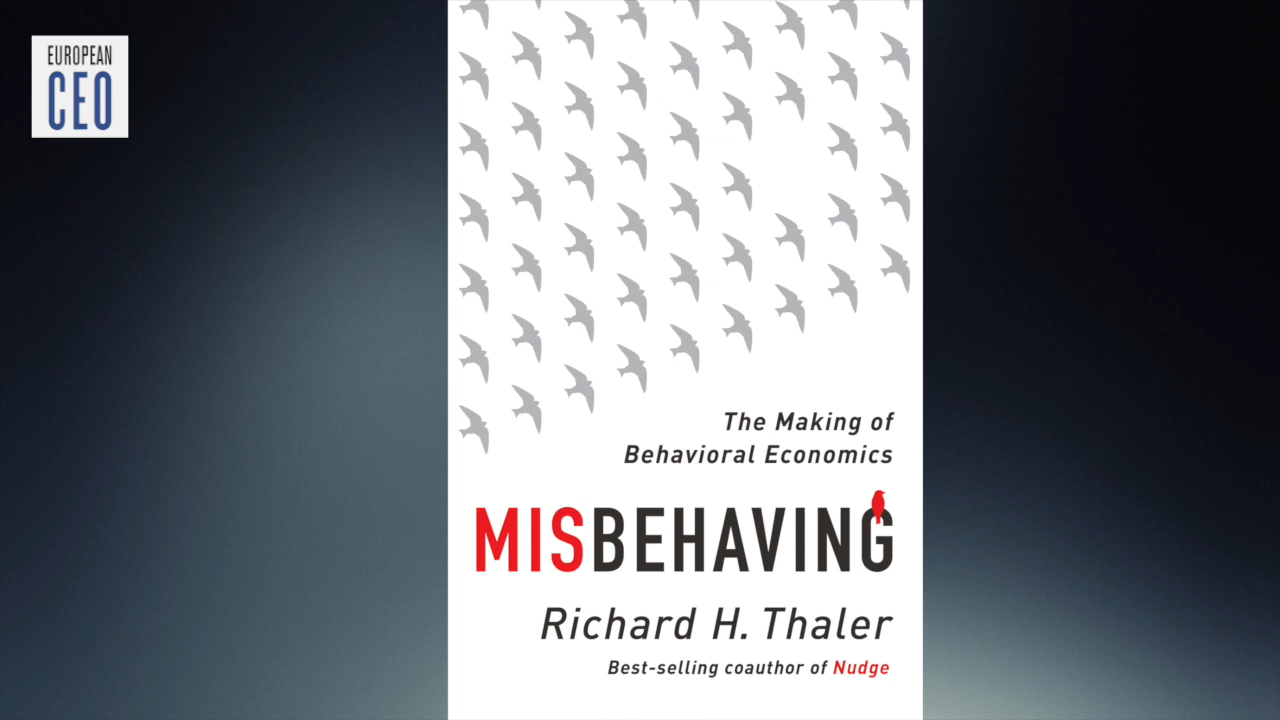 EUROPEAN
CEO
The Making of
Behavioral Economics
MISBEHAVING
Richard H. Thaler
Best-selling coauthor of Nudge